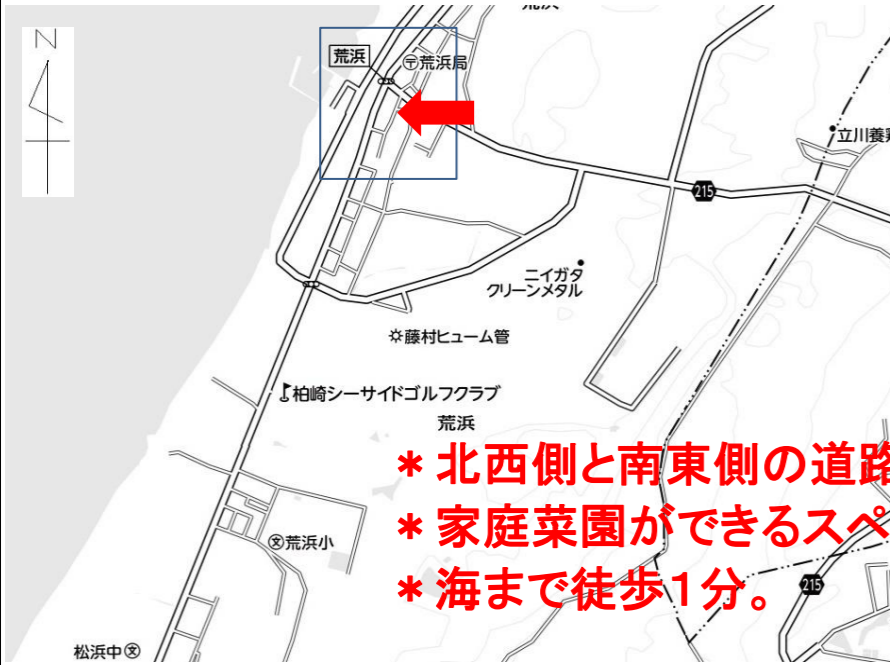 荒浜
N
荒浜
〒荒浜局
立川養
215
ニイガタ
クリーンメタル
藤村ヒューム管
柏崎シーサイドゴルフクラブ
荒浜
*北西側と南東側の道路
*家庭菜園ができるスペ
文荒浜小
*海まで徒歩1分。
215
松浜中文